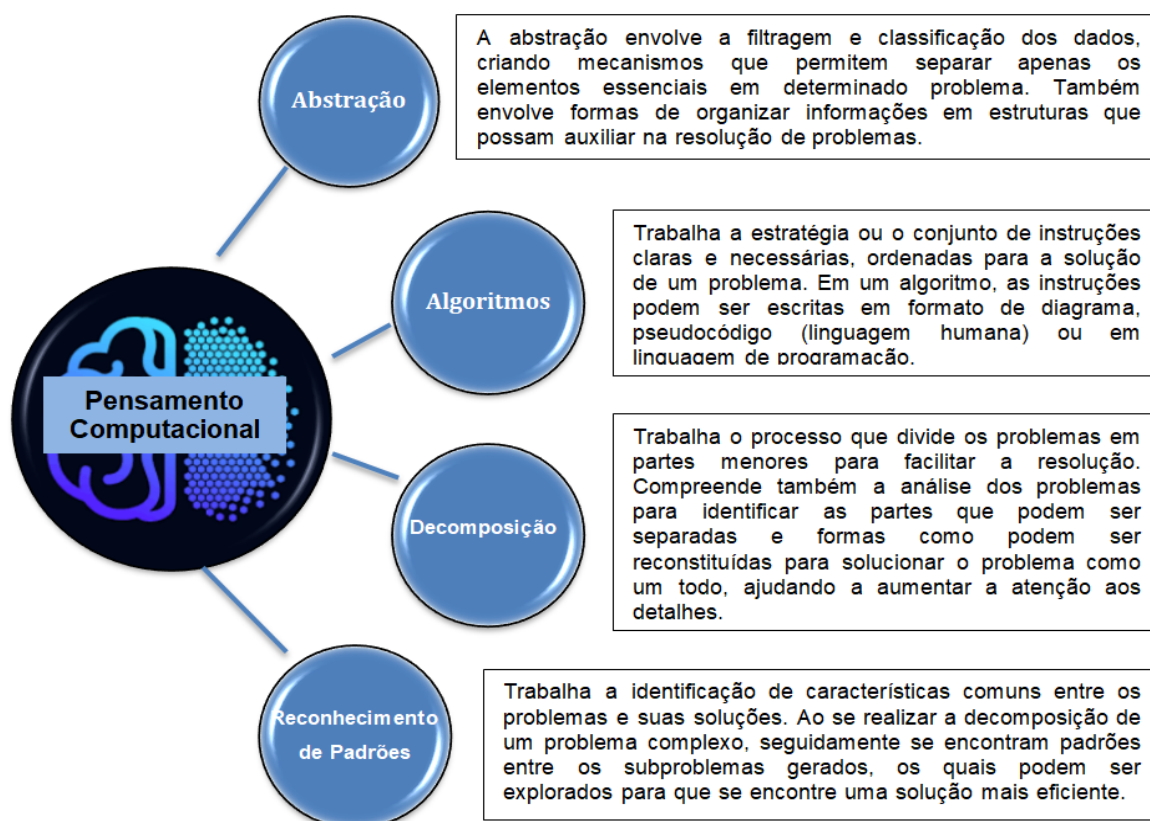 Abstração
A abstração envolve a filtragem e classificação dos dados,
criando mecanismos que permitem separar apenas os
elementos essenciais em determinado problema. Também
envolve formas de organizar informações em estruturas que
possam auxiliar na resolução de problemas.
Algoritmos
Trabalha a estratégia ou o conjunto de instruções
claras e necessárias, ordenadas para a solução
de um problema. Em um algoritmo, as instruções
podem ser escritas em formato de diagrama,
pseudocódigo (linguagem humana) ou em
linguagem de programação.
Pensamento
Computacional
Decomposição
Trabalha o processo que divide os problemas em
partes menores para facilitar a resolução.
Compreende também a análise dos problemas
para identificar as partes que podem ser
separadas e formas como podem ser
reconstituídas para solucionar o problema como
um todo, ajudando a aumentar a atenção aos
detalhes.
Reconhecimento
de Padrões
Trabalha a identificação de características comuns entre os
problemas e suas soluções. Ao se realizar a decomposição de
um problema complexo, seguidamente se encontram padrões
entre os subproblemas gerados, os quais podem ser
explorados para que se encontre uma solução mais eficiente.